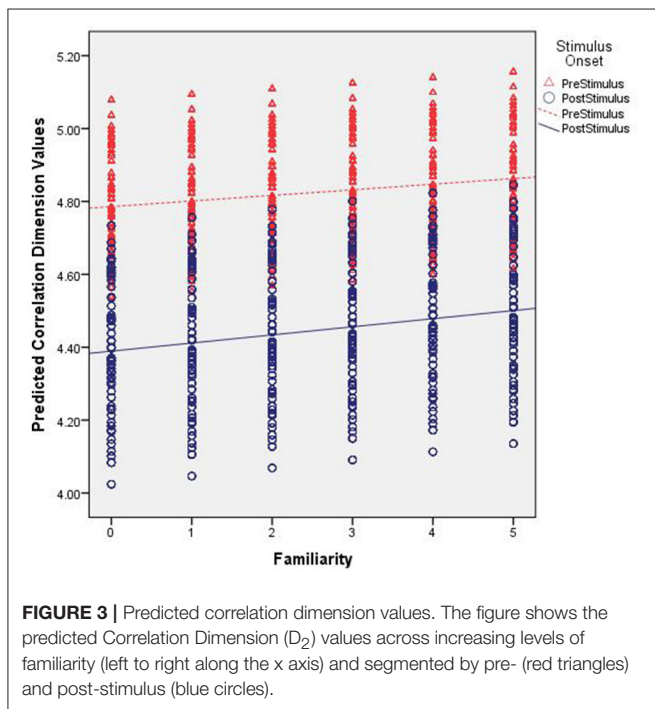 Stimulus
Onset
PreStimulus
PostStimulus
PreStimulus
PostStimulus
Predicted Correlation Dimension Values
5.20
5.00
4.80
4.60
4.40
4.20
4.00
0 1 2 3 4 5
Familiarity
FIGURE 3 | Predicted correlation dimension values. The figure shows the
predicted Correlation Dimension (D2) values across increasing levels of
familiarity (left to right along the x axis) and segmented by pre- (red triangles)
and post-stimulus (blue circles).